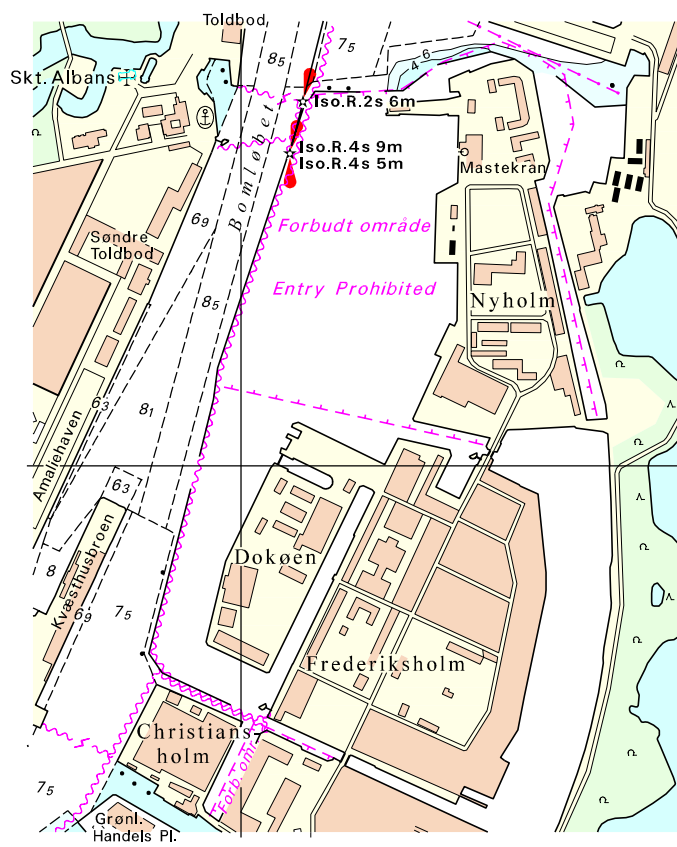 Toldbod
7₅
8₅
4₆
Skt. Albans
Iso.R.2s 6m
Bomløbet
Iso.R.4s 9m
Iso.R.4s 5m
Mastekran
6₉
Forbudt område
Søndre
Toldbod
Entry Prohibited
8₅
Nyholm
6₃
8₁
Amaliehaven
6₃
Dokøen
8
Kvæsthusbroen
6₉
7₅
Frederiksholm
Christians
holm
Forb. omr.
7₅
Grønl.
Handels Pl.